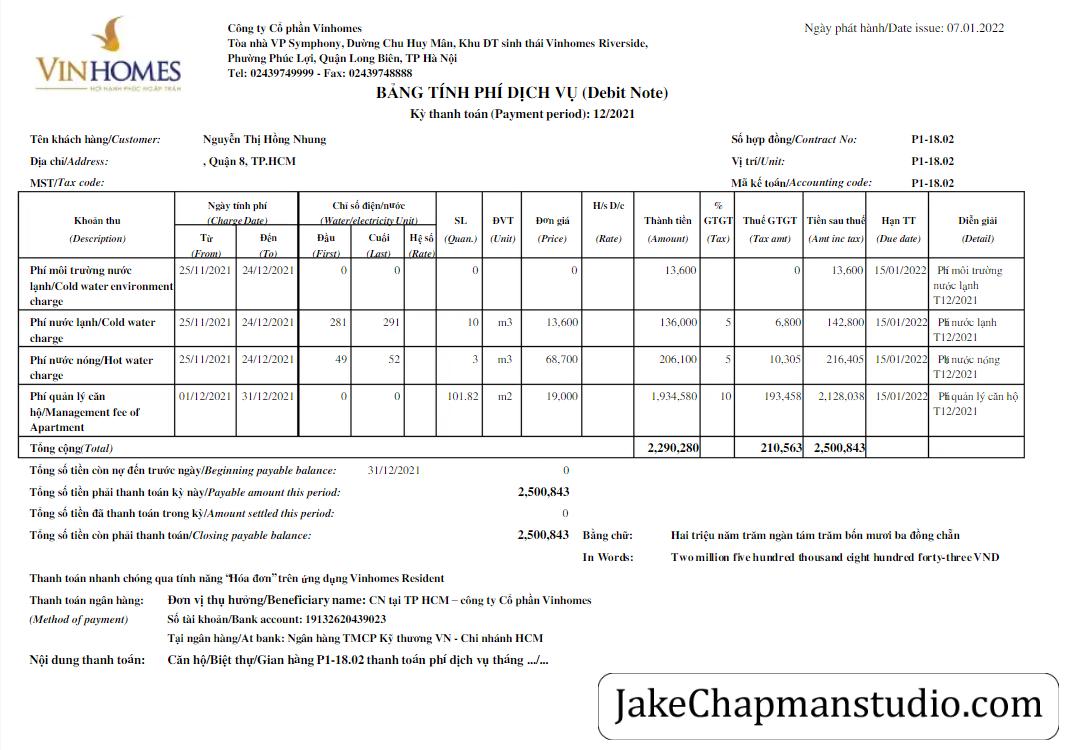 VINHOMES
NƠI HẠNH PHÚC NGẬP TRÀN
Công ty Cổ phần Vinhomes
Tòa nhà VP Symphony, Đường Chu Huy Mân, Khu ĐT sinh thái Vinhomes Riverside,
Phường Phúc Lợi, Quận Long Biên, TP Hà Nội
Tel: 02439749999 - Fax: 02439748888
Ngày phát hành/Date issue: 07.01.2022
BẢNG TÍNH PHÍ DỊCH VỤ (Debit Note)
Kỳ thanh toán (Payment period): 12/2021
Tên khách hàng/Customer: Nguyễn Thị Hồng Nhung Số hợp đồng/Contract No: P1-18.02
Địa chỉ/Address: , Quận 8, TP.HCM Vị trí/Unit: P1-18.02
MST/Tax code: Mã kế toán/Accounting code: P1-18.02
Khoản thu (Description) Ngày tính phí (Charge Date) Từ (From) Đến (To) Chỉ số điện/nước (Water/electricity Unit) Đầu (First) Cuối (Last) Hệ số (Rate) SL (Quan.) ĐVT (Unit) Đơn giá (Price) H/s D/c (Rate) Thành tiền (Amount) % GTGT (Tax) Thuế GTGT (Tax amt) Tiền sau thuế (Amt inc tax) Hạn TT (Due date) Diễn giải (Detail)
Phí môi trường nước 25/11/2021 24/12/2021 0 0 0 0 13,600 0 13,600 15/01/2022 Phí môi trường
lạnh/Cold water environment nước lạnh
charge T12/2021
Phí nước lạnh/Cold water 25/11/2021 24/12/2021 281 291 10 m3 13,600 136,000 5 6,800 142,800 15/01/2022 Phí nước lạnh
charge T12/2021
Phí nước nóng/Hot water 25/11/2021 24/12/2021 49 52 3 m3 68,700 206,100 5 10,305 216,405 15/01/2022 Phí nước nóng
charge T12/2021
Phí quản lý căn 01/12/2021 31/12/2021 0 0 101.82 m2 19,000 1,934,580 10 193,458 2,128,038 15/01/2022 Phí quản lý căn hộ
hộ/Management fee of T12/2021
Apartment
Tổng cộng(Total) 2,290,280 210,563 2,500,843
Tổng số tiền còn nợ đến trước ngày/Beginning payable balance: 31/12/2021 0
Tổng số tiền phải thanh toán kỳ này/Payable amount this period: 2,500,843
Tổng số tiền đã thanh toán trong kỳ/Amount settled this period: 0
Tổng số tiền còn phải thanh toán/Closing payable balance: 2,500,843 Bằng chữ: Hai triệu năm trăm ngàn tám trăm bốn mươi ba đồng chẵn
In Words: Two million five hundred thousand eight hundred forty-three VND
Thanh toán nhanh chóng qua tính năng “Hóa đơn” trên ứng dụng Vinhomes Resident
Thanh toán ngân hàng: Đơn vị thụ hưởng/Beneficiary name: CN tại TP HCM – công ty Cổ phần Vinhomes
(Method of payment) Số tài khoản/Bank account: 19132620439023
Tại ngân hàng/At bank: Ngân hàng TMCP Kỹ thương VN - Chi nhánh HCM
Nội dung thanh toán: Căn hộ/Biệt thự/Gian hàng P1-18.02 thanh toán phí dịch vụ tháng .../...
JakeChapmanstudio.com